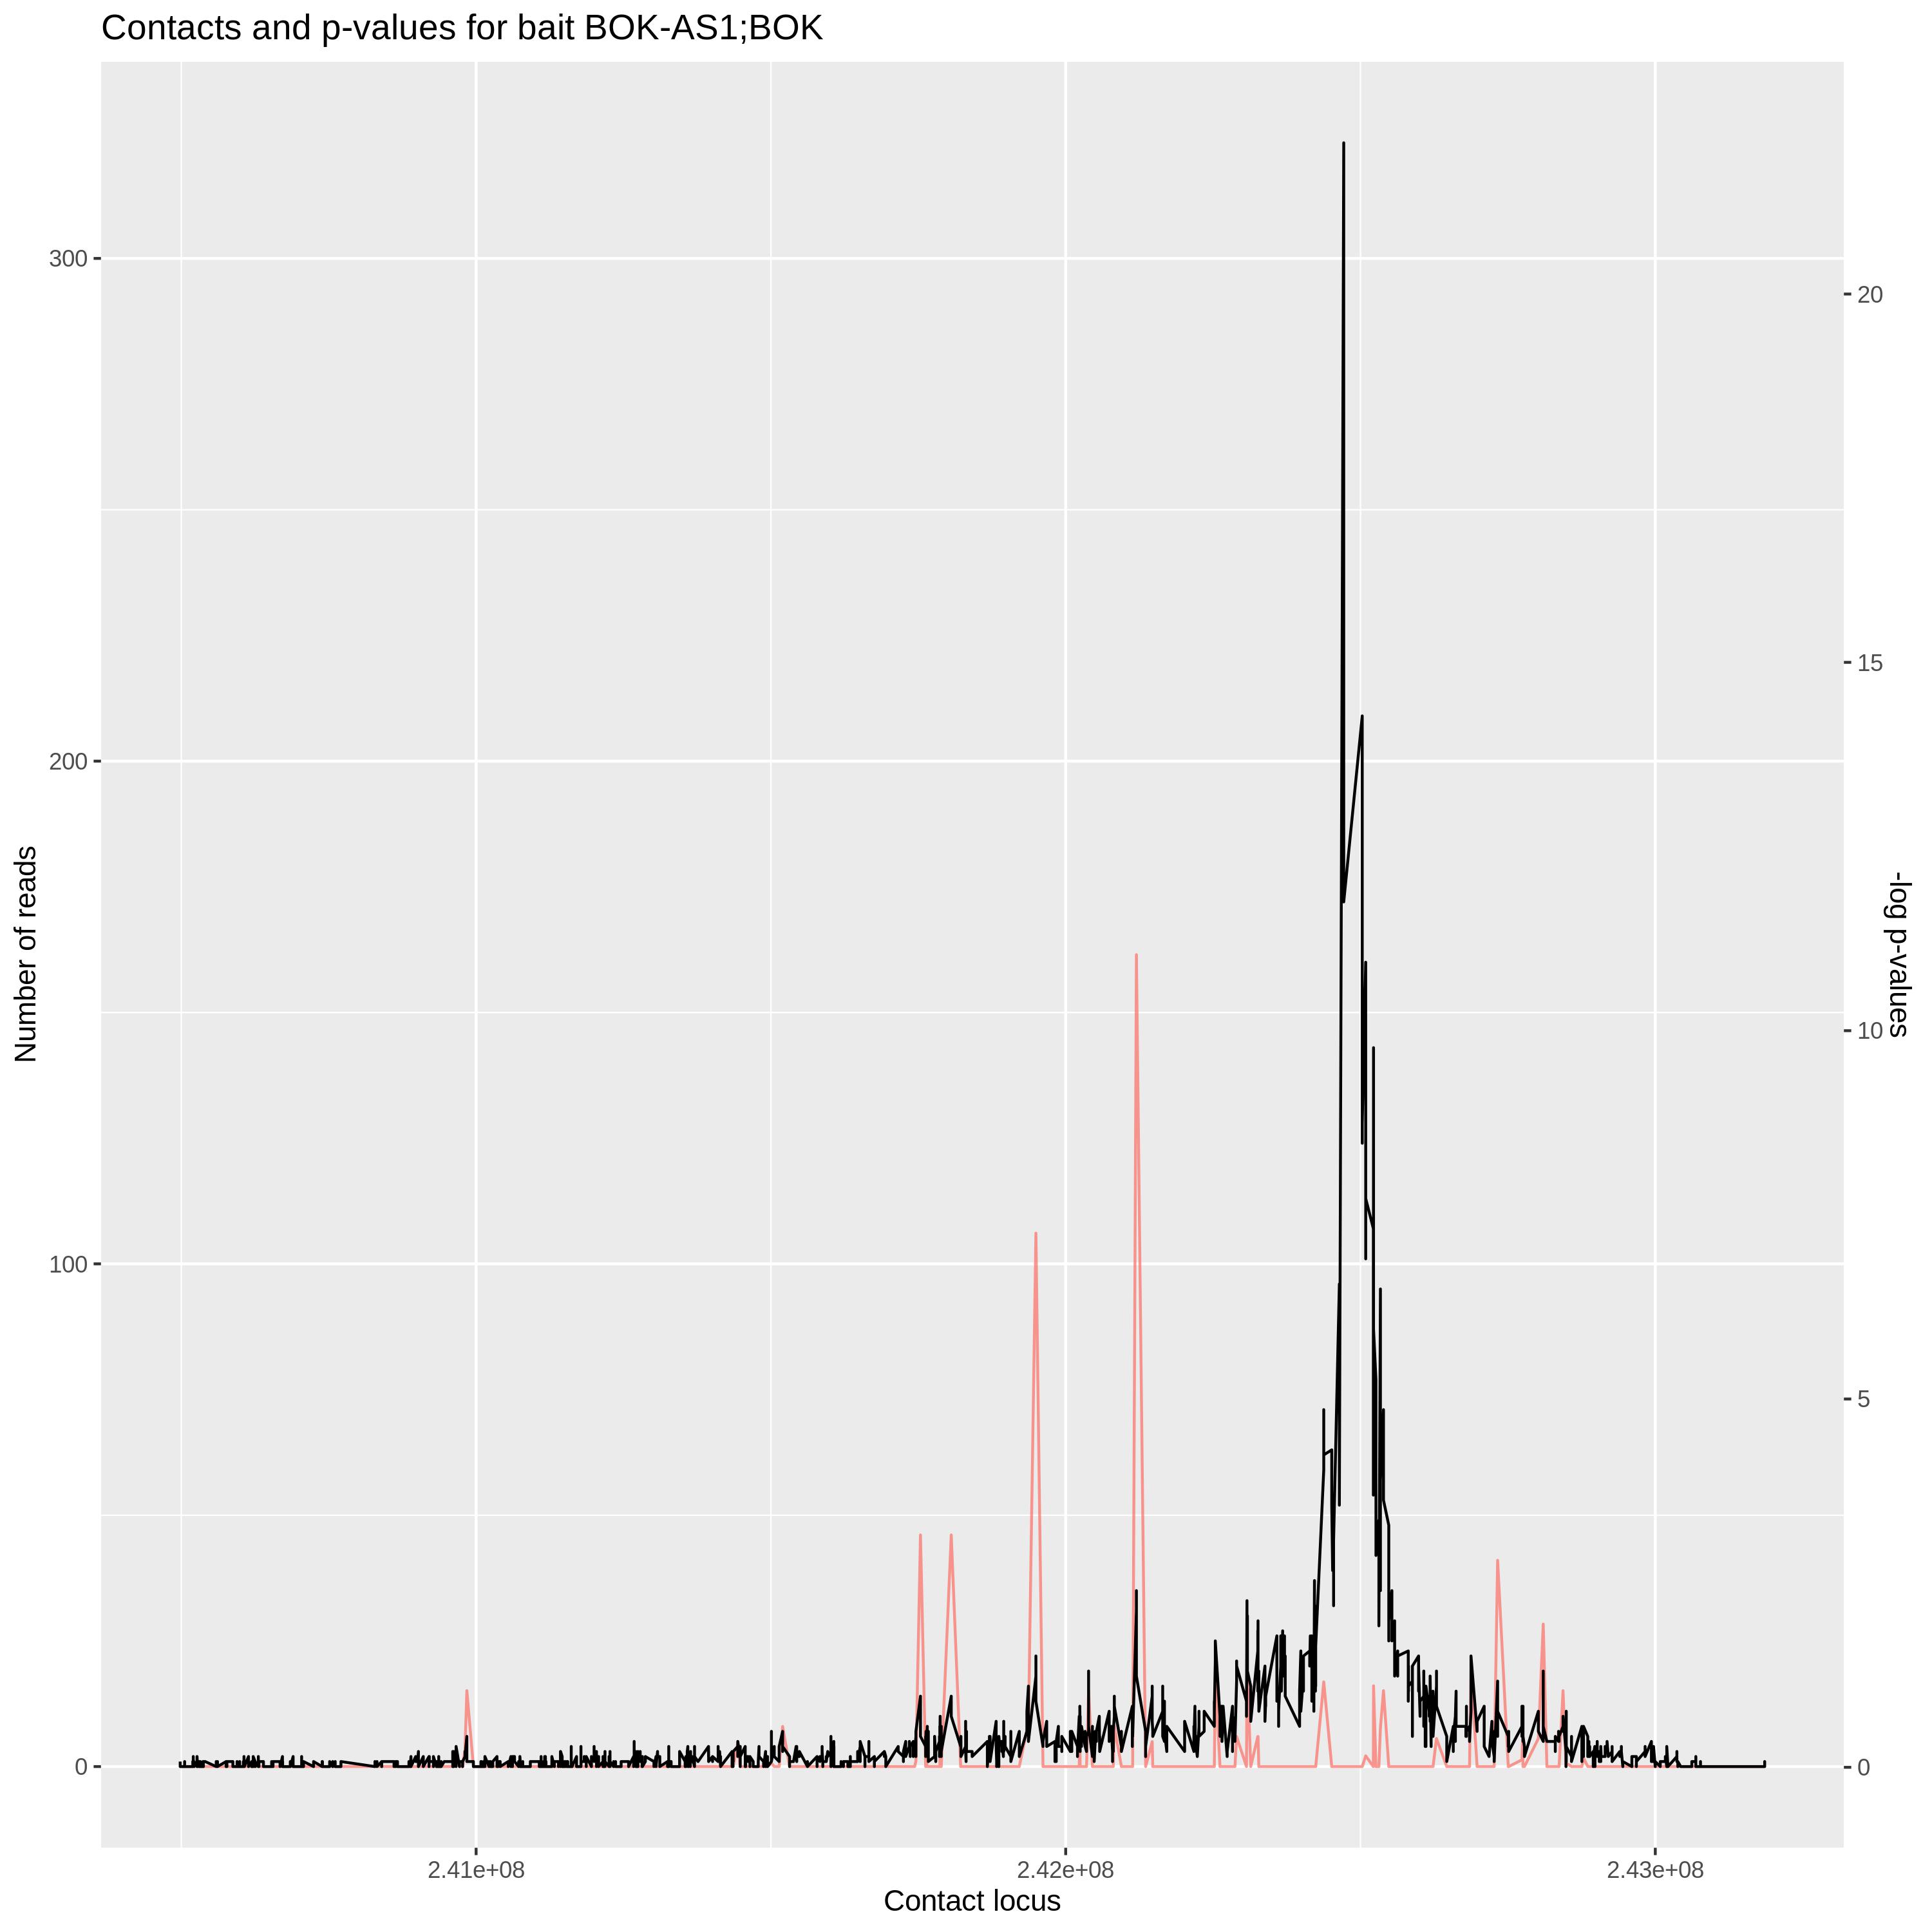 Contacts and p-values for bait BOK-AS1;BOK
300
200
100
0
Number of reads
20
15
10
5
0
-log p-values
2.41e+08
2.42e+08
2.43e+08
Contact locus